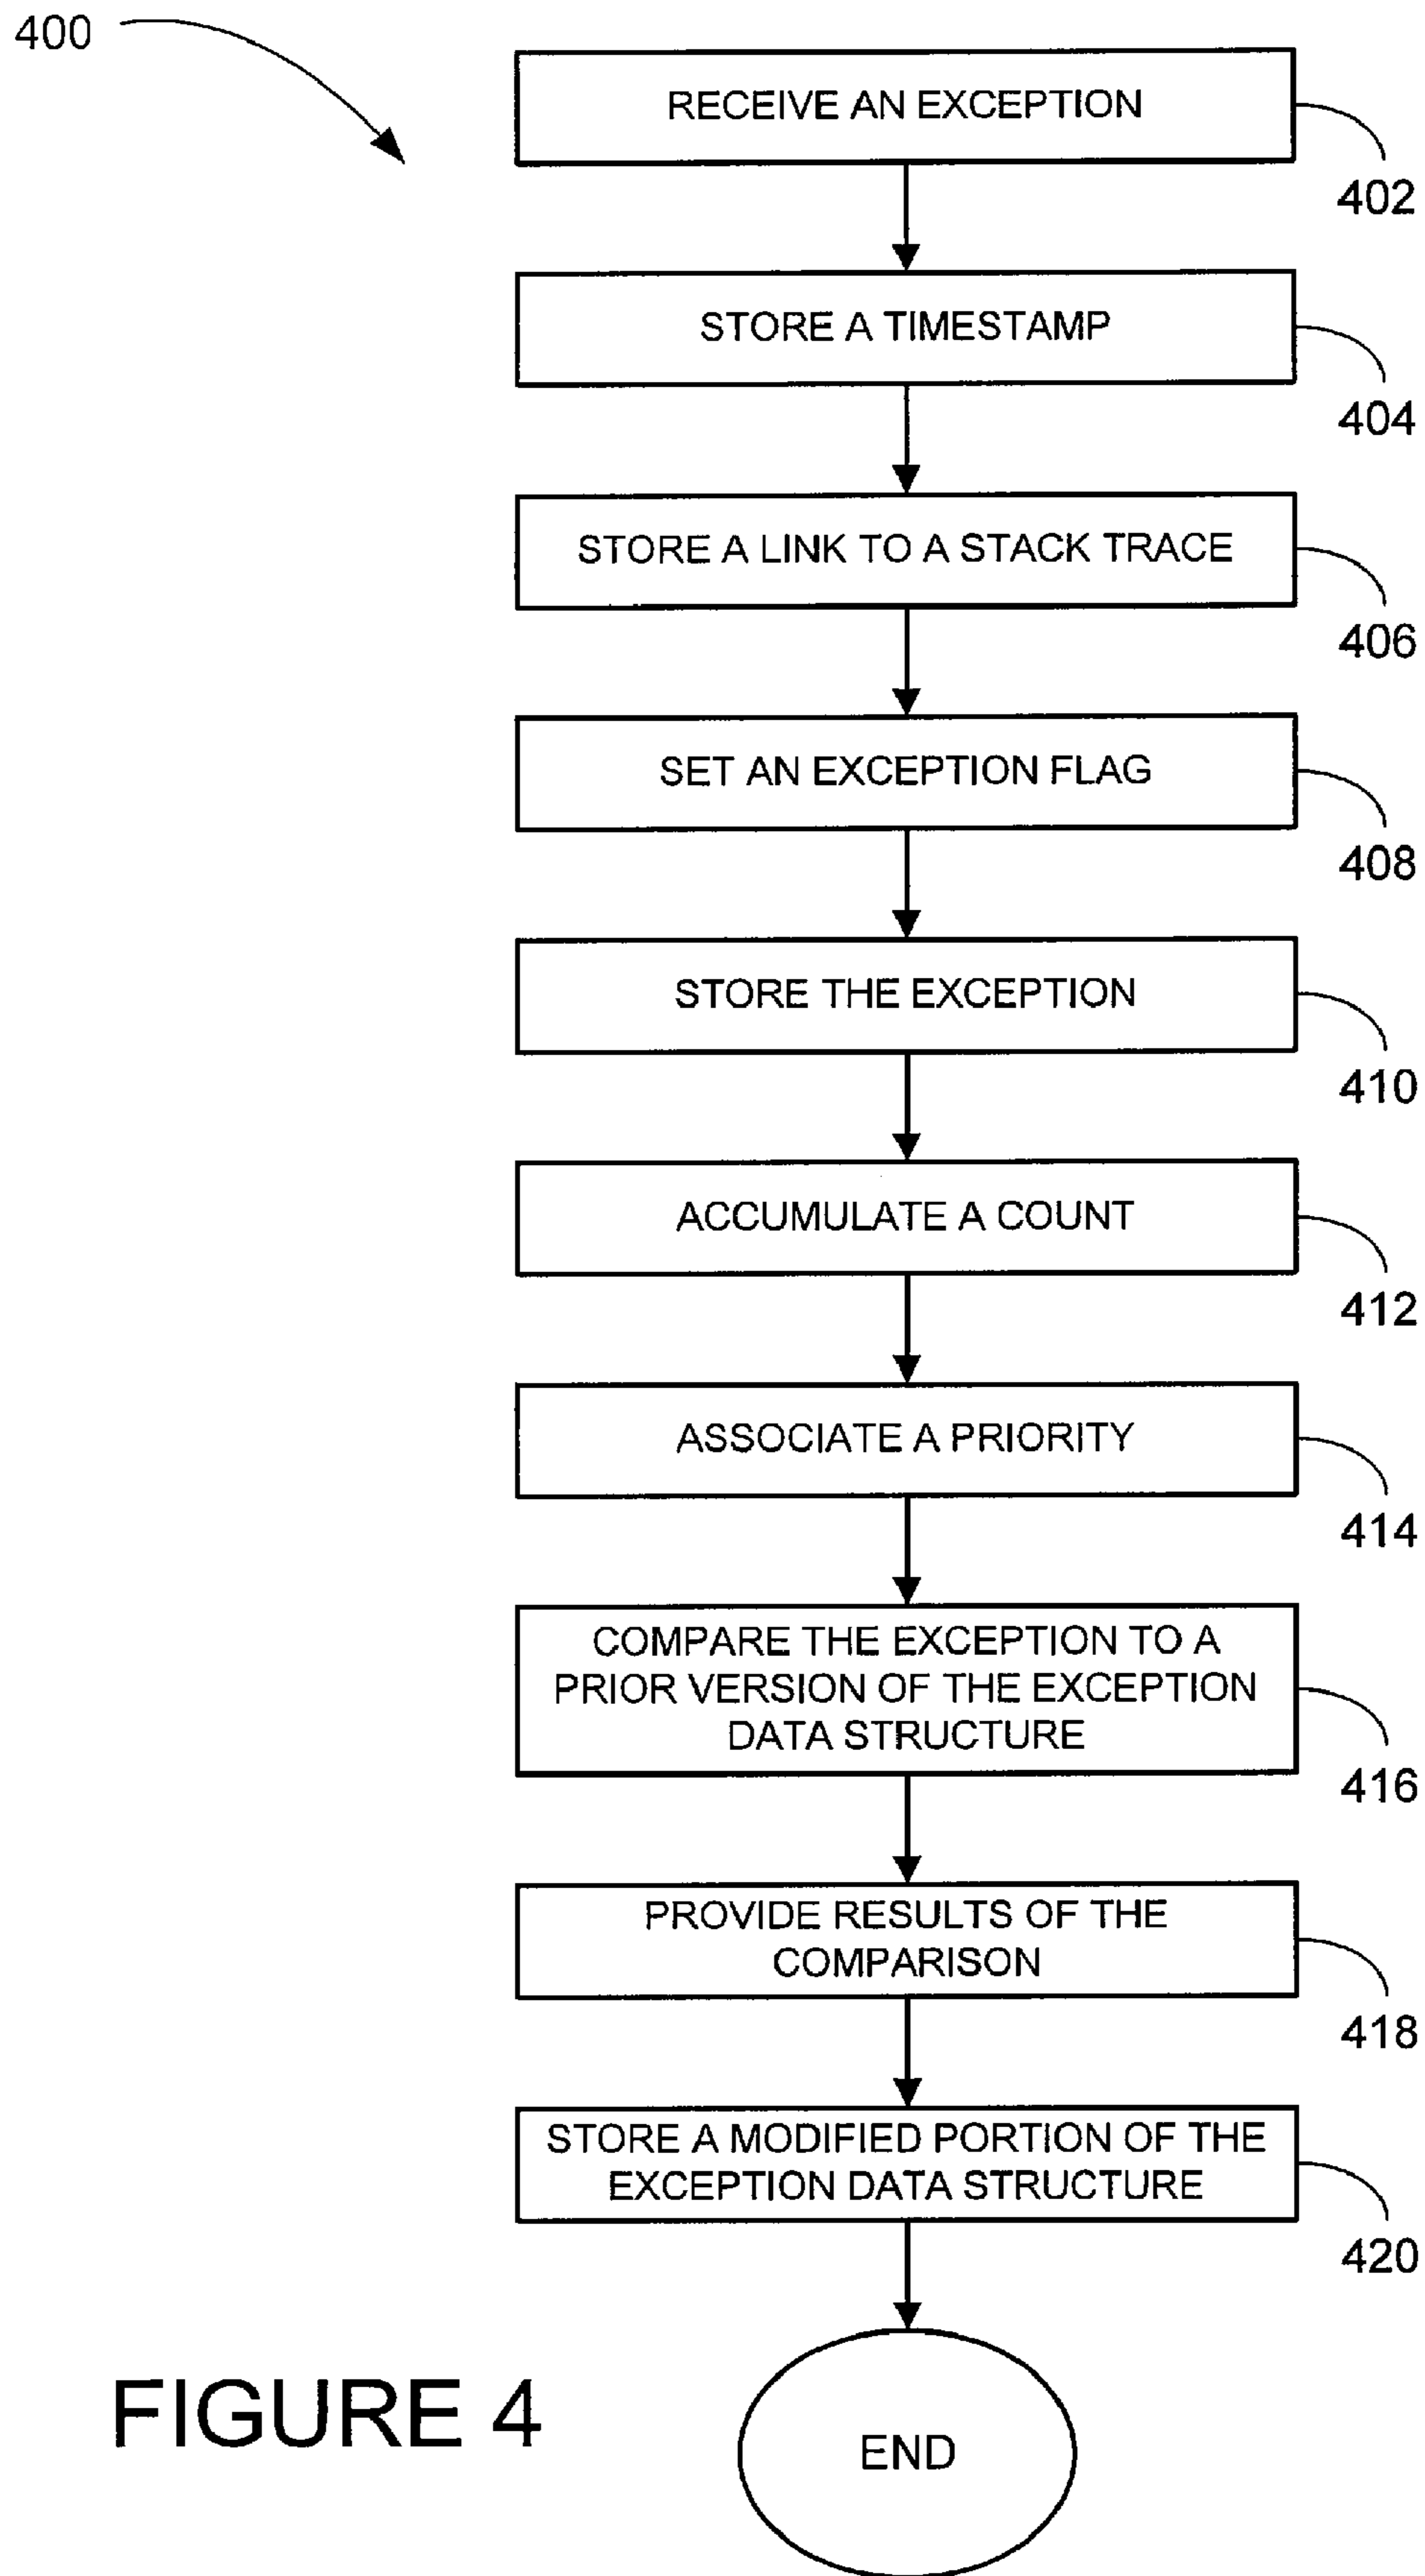 400
RECEIVE AN EXCEPTION
402
STORE A TIMESTAMP
404
STORE A LINK TO A STACK TRACE
406
SET AN EXCEPTION FLAG
408
STORE THE EXCEPTION
410
ACCUMULATE A COUNT
412
ASSOCIATE A PRIORITY
414
COMPARE THE EXCEPTION TO A
PRIOR VERSION OF THE EXCEPTION
DATA STRUCTURE
416
PROVIDE RESULTS OF THE
COMPARISON
418
STORE A MODIFIED PORTION OF THE
EXCEPTION DATA STRUCTURE
420
FIGURE 4
END